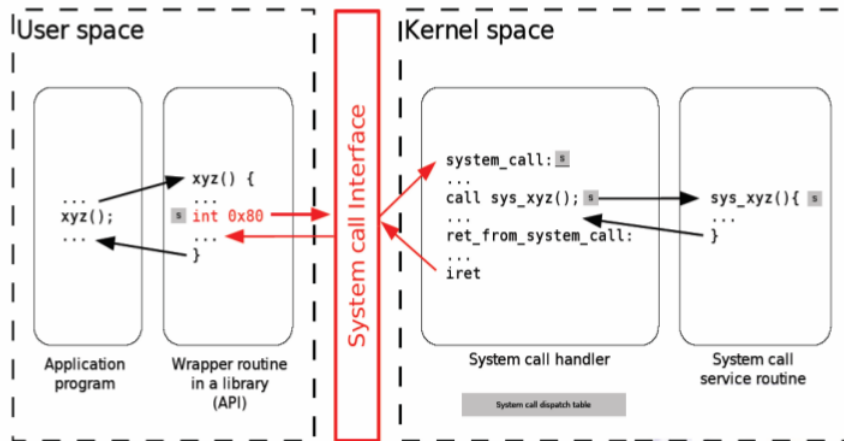 User space
Kernel space
System call Interface
...
xyz();
...
xyz() {
...
s int 0x80
...
}
system_call: s
...
call sys_xyz(); s
...
ret_from_system_call:
...
iret
sys_xyz(){ s
...
}
Application
program
Wrapper routine
in a library
(API)
System call handler
System call
service routine
System call dispatch table